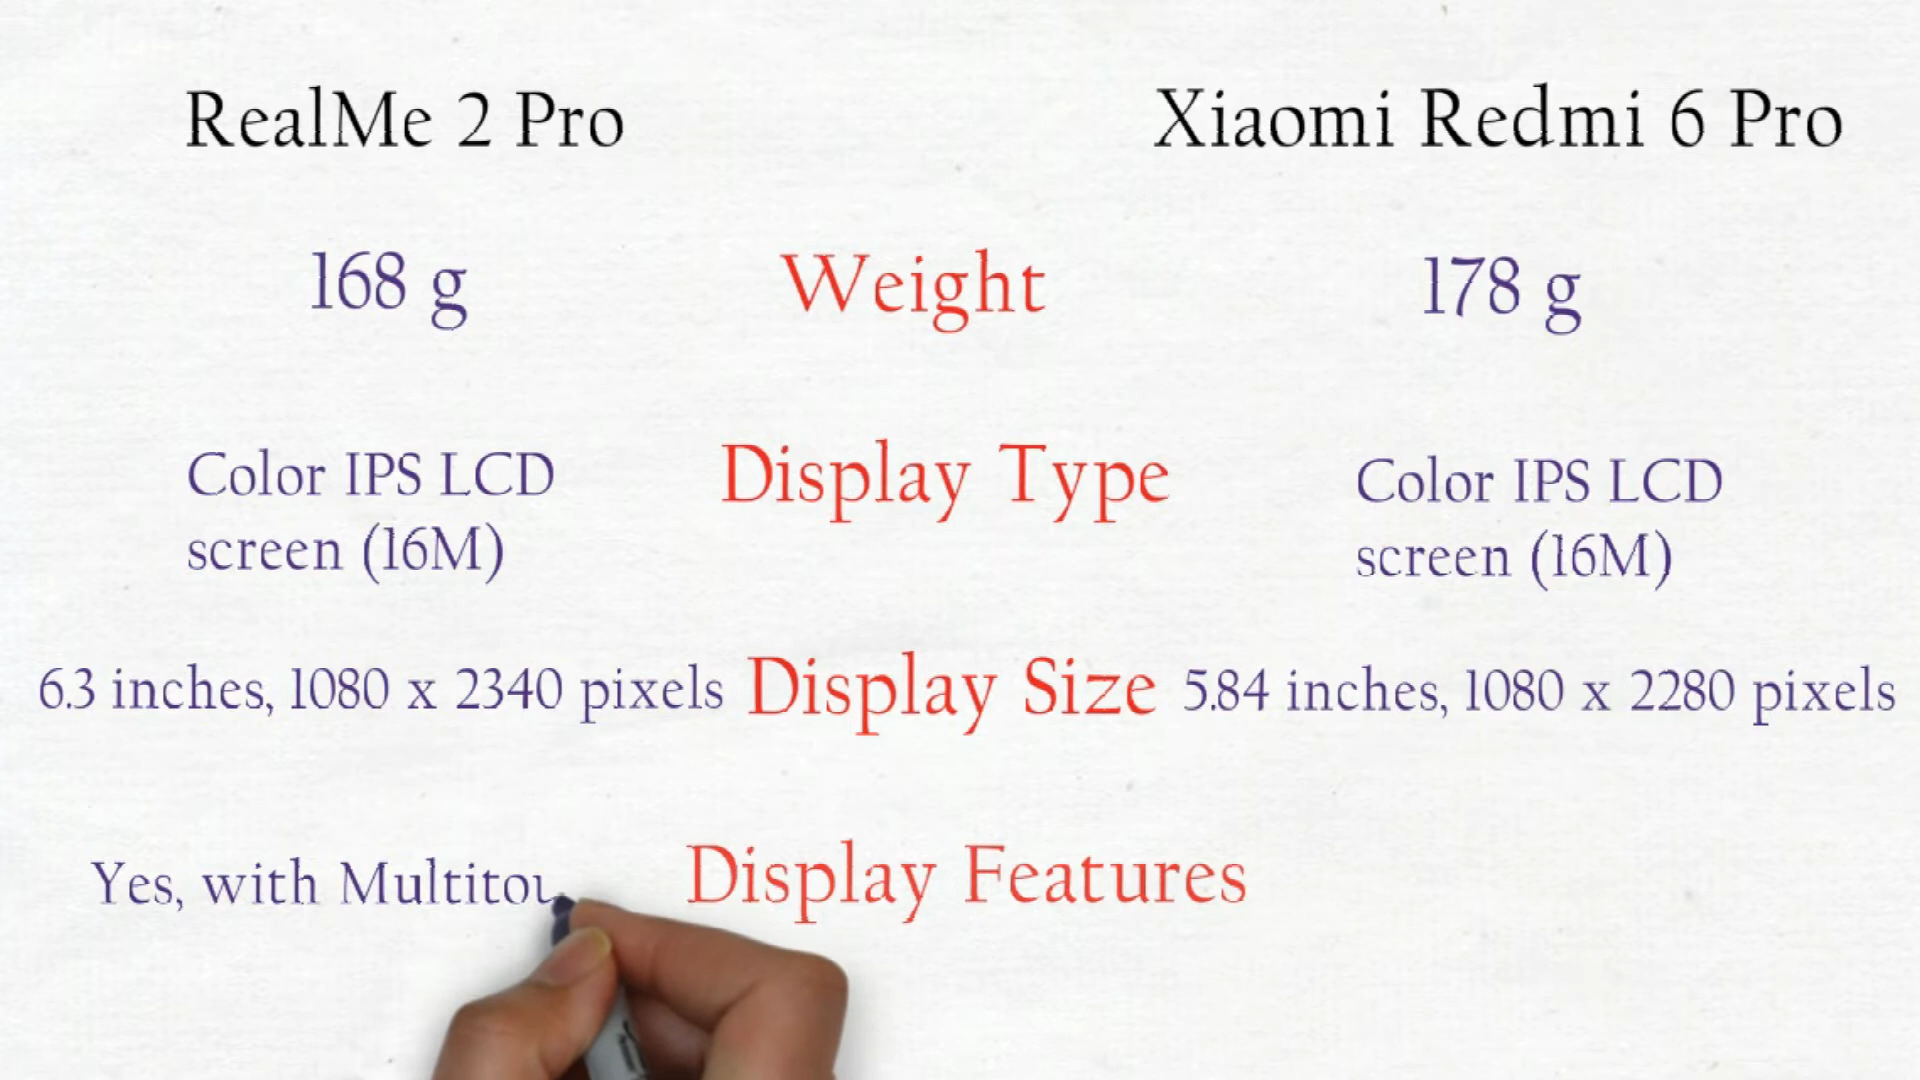 RealMe 2 Pro
Xiaomi Redmi 6 Pro
168 g
Weight
178 g
Color IPS LCD
screen (16M)
Display Type
Color IPS LCD
screen (16M)
6.3 inches, 1080 x 2340 pixels
Display Size
5.84 inches, 1080 x 2280 pixels
Yes, with Multitou
Display Features